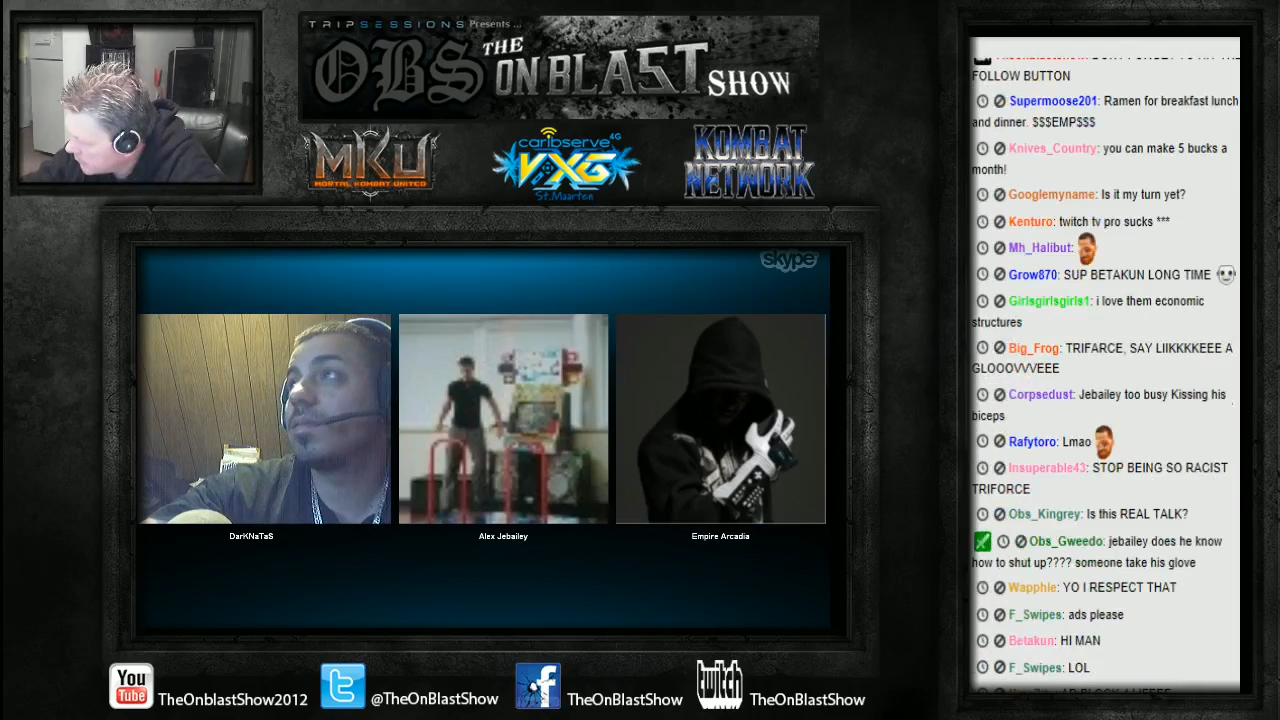 TRIPSESSIONS Presents ...
OBS THE ON BLAST SHOW
MKU
MORTAL KOMBAT UNITED
caribserve 4G
VXG
St.Maarten
KOMBAT
NETWORK
skype
DarKNaTaS
Alex Jebailey
Empire Arcadia
You Tube TheOnblastShow2012
@TheOnBlastShow
f TheOnBlastShow
twitch TheOnBlastShow
FOLLOW BUTTON
Supermoose201: Ramen for breakfast lunch
and dinner. $$$EMP$$$
Knives_Country: you can make 5 bucks a
month!
Googlemyname: Is it my turn yet?
Kenturo: twitch tv pro sucks ***
Mh_Halibut:
Grow870: SUP BETAKUN LONG TIME
Girlsgirlsgirls1: i love them economic
structures
Big_Frog: TRIFARCE, SAY LIIKKKKEEE A
GLOOOVVVEEE
Corpsedust: Jebailey too busy Kissing his
biceps
Rafytoro: Lmao
Insuperable43: STOP BEING SO RACIST
TRIFORCE
Obs_Kingrey: Is this REAL TALK?
Obs_Gweedo: jebailey does he know
how to shut up???? someone take his glove
Wapphle: YO I RESPECT THAT
F_Swipes: ads please
Betakun: HI MAN
F_Swipes: LOL